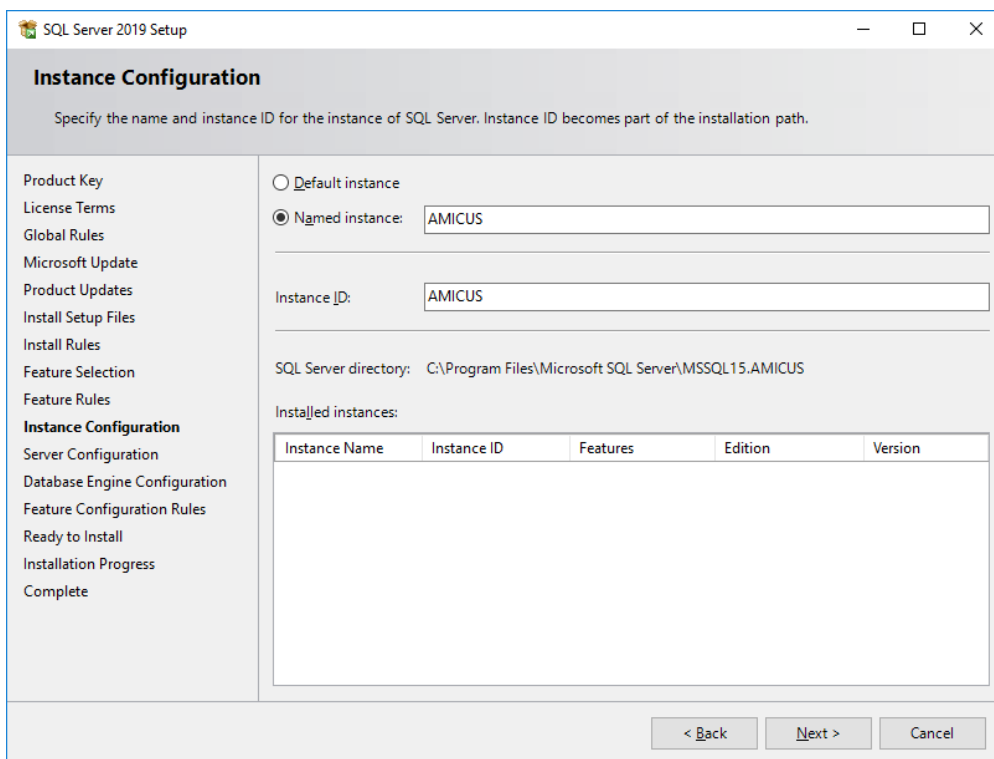 SQL Server 2019 Setup
Instance Configuration
Specify the name and instance ID for the instance of SQL Server. Instance ID becomes part of the installation path.
Product Key
License Terms
Global Rules
Microsoft Update
Product Updates
Install Setup Files
Install Rules
Feature Selection
Feature Rules
Instance Configuration
Server Configuration
Database Engine Configuration
Feature Configuration Rules
Ready to Install
Installation Progress
Complete
Default instance
Named instance: AMICUS
Instance ID: AMICUS
SQL Server directory: C:\Program Files\Microsoft SQL Server\MSSQL15.AMICUS
Installed instances:
Instance Name Instance ID Features Edition Version
< Back Next > Cancel